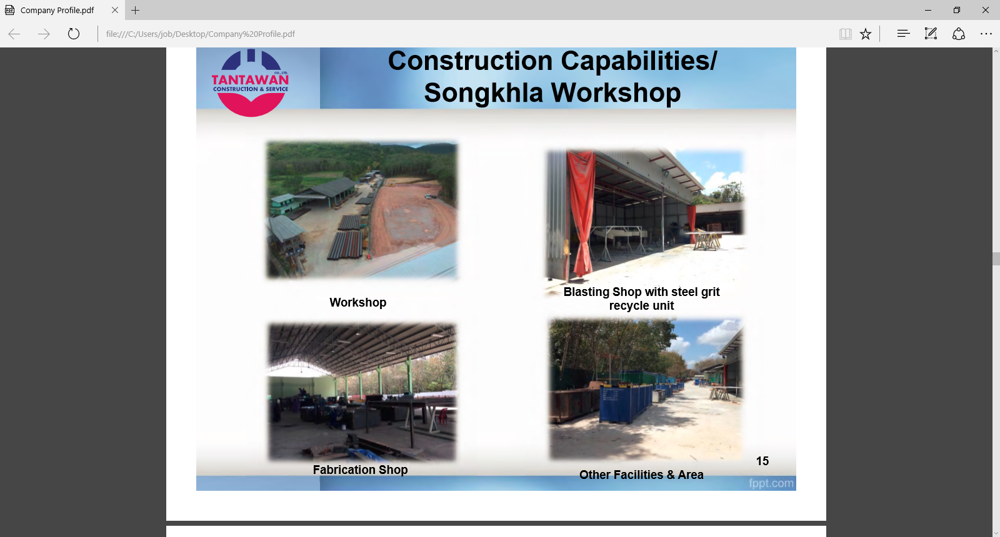 Company Profile.pdf
file:///C:/Users/job/Desktop/Company%20Profile.pdf
CO.,LTD.
TANTAWAN
CONSTRUCTION & SERVICE
Construction Capabilities/
Songkhla Workshop
Workshop
Blasting Shop with steel grit
recycle unit
Fabrication Shop
Other Facilities & Area
15
fppt.com